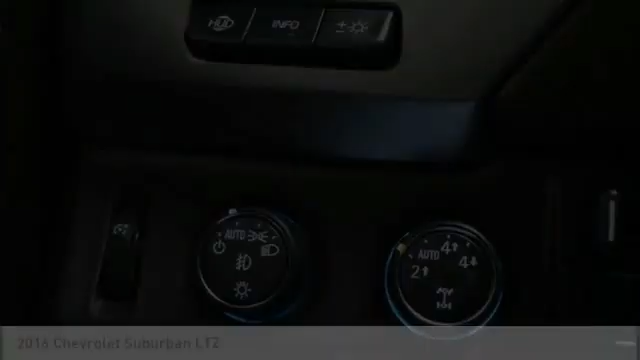 HUD INFO
AUTO
AUTO 4
2 4
2016 Chevrolet Suburban LTZ